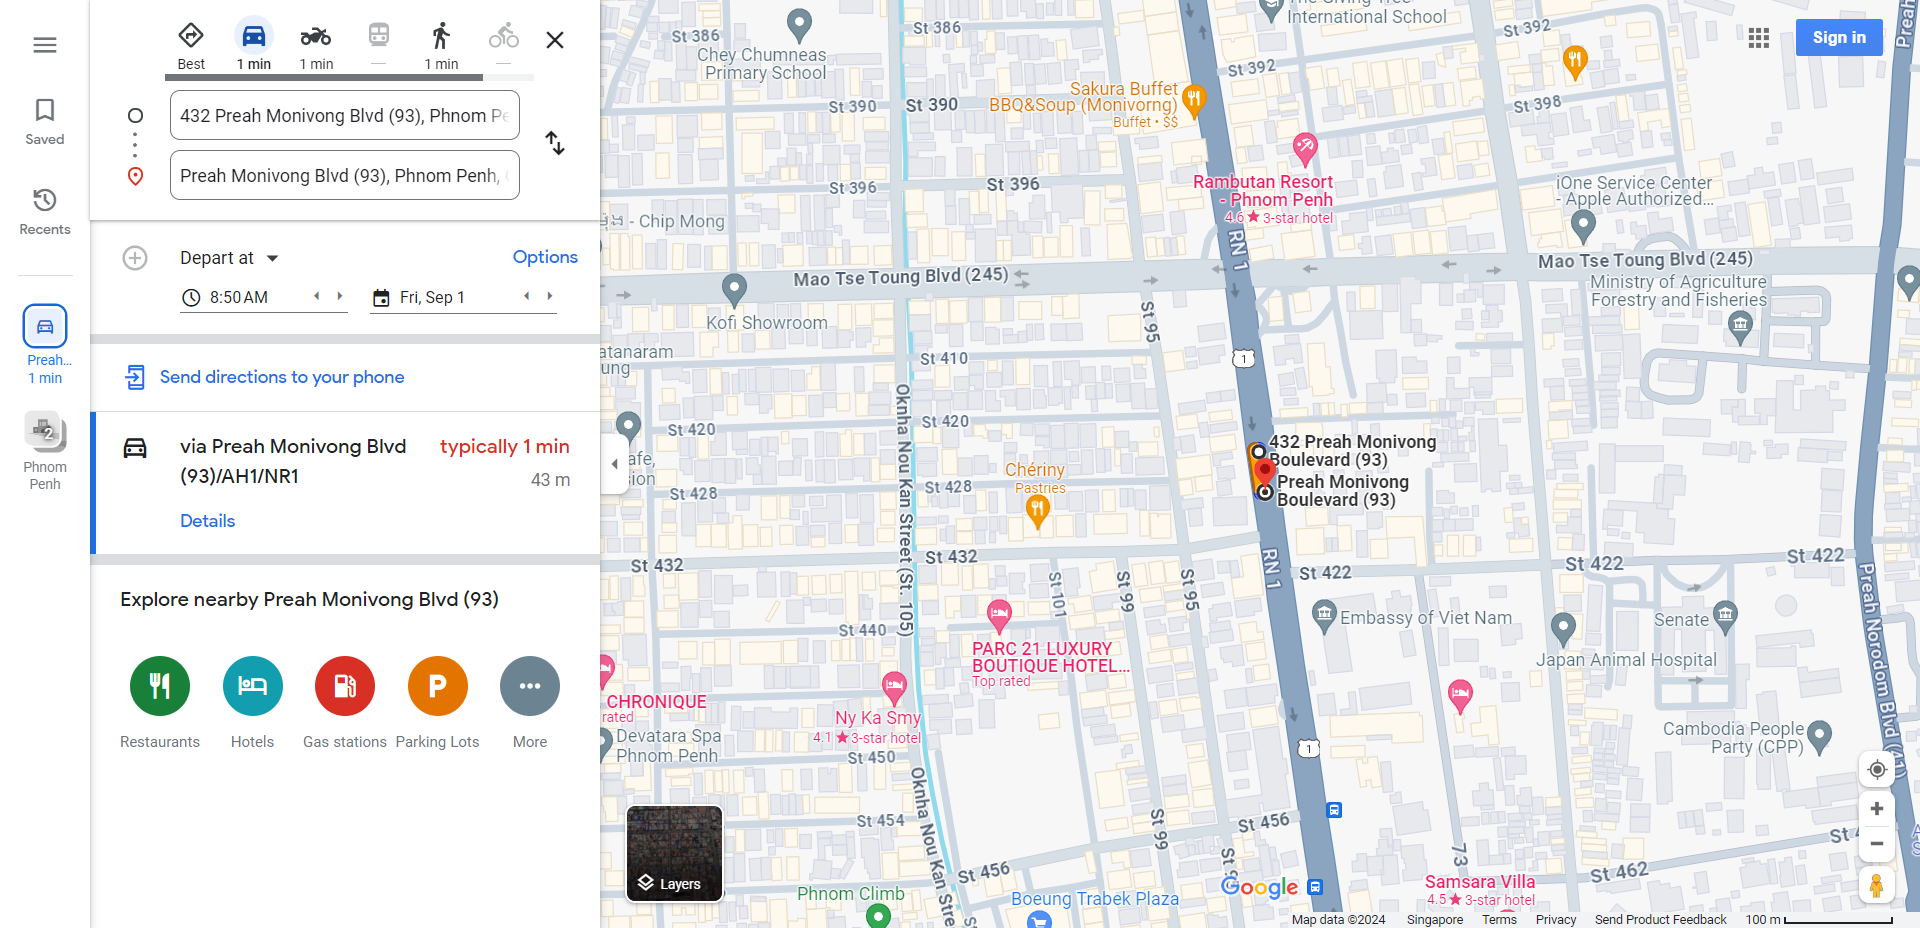 Saved
Recents
Preah...
1 min
2
Phnom
Penh
Best
1 min
1 min
—
1 min
—
432 Preah Monivong Blvd (93), Phnom Pe
Preah Monivong Blvd (93), Phnom Penh,
Depart at
Options
8:50 AM
Fri, Sep 1
Send directions to your phone
via Preah Monivong Blvd
(93)/AH1/NR1
typically 1 min
43 m
Details
Explore nearby Preah Monivong Blvd (93)
Restaurants
Hotels
Gas stations
P
Parking Lots
More
Sign in
St 386
St 386
Chey Chumneas
Primary School
The Giving Tree
International School
St 392
St 392
Preah
Sakura Buffet
BBQ&Soup (Monivorng)
Buffet • $$
St 390
St 390
St 398
Rambutan Resort
- Phnom Penh
4.6★3-star hotel
St 396
St 396
iOne Service Center
- Apple Authorized...
- Chip Mong
RN 1
Mao Tse Toung Blvd (245)
Mao Tse Toung Blvd (245)
Ministry of Agriculture
Forestry and Fisheries
Kofi Showroom
St 95
atanaram
ung
St 410
1
Oknha Nou Kan Street (St. 105)
St 420
St 420
432 Preah Monivong
Boulevard (93)
afe,
sion
Chériny
Pastries
Preah Monivong
Boulevard (93)
St 428
St 428
St 432
St 432
RN 1
St 422
St 422
St 422
St 101
St 99
St 95
Preah Norodom Blvd (41)
Embassy of Viet Nam
Senate
St 440
PARC 21 LUXURY
BOUTIQUE HOTEL...
Top rated
Japan Animal Hospital
CHRONIQUE
rated
Ny Ka Smy
4.1★3-star hotel
Devatara Spa
Phnom Penh
St 450
Cambodia People
Party (CPP)
1
Oknha Nou Kan Stre
St 454
St 99
St 456
St 456
St 9
73
St 4
St 462
Layers
Samsara Villa
4.5★3-star hotel
Phnom Climb
Boeung Trabek Plaza
Google
Map data ©2024
Singapore
Terms
Privacy
Send Product Feedback
100 m